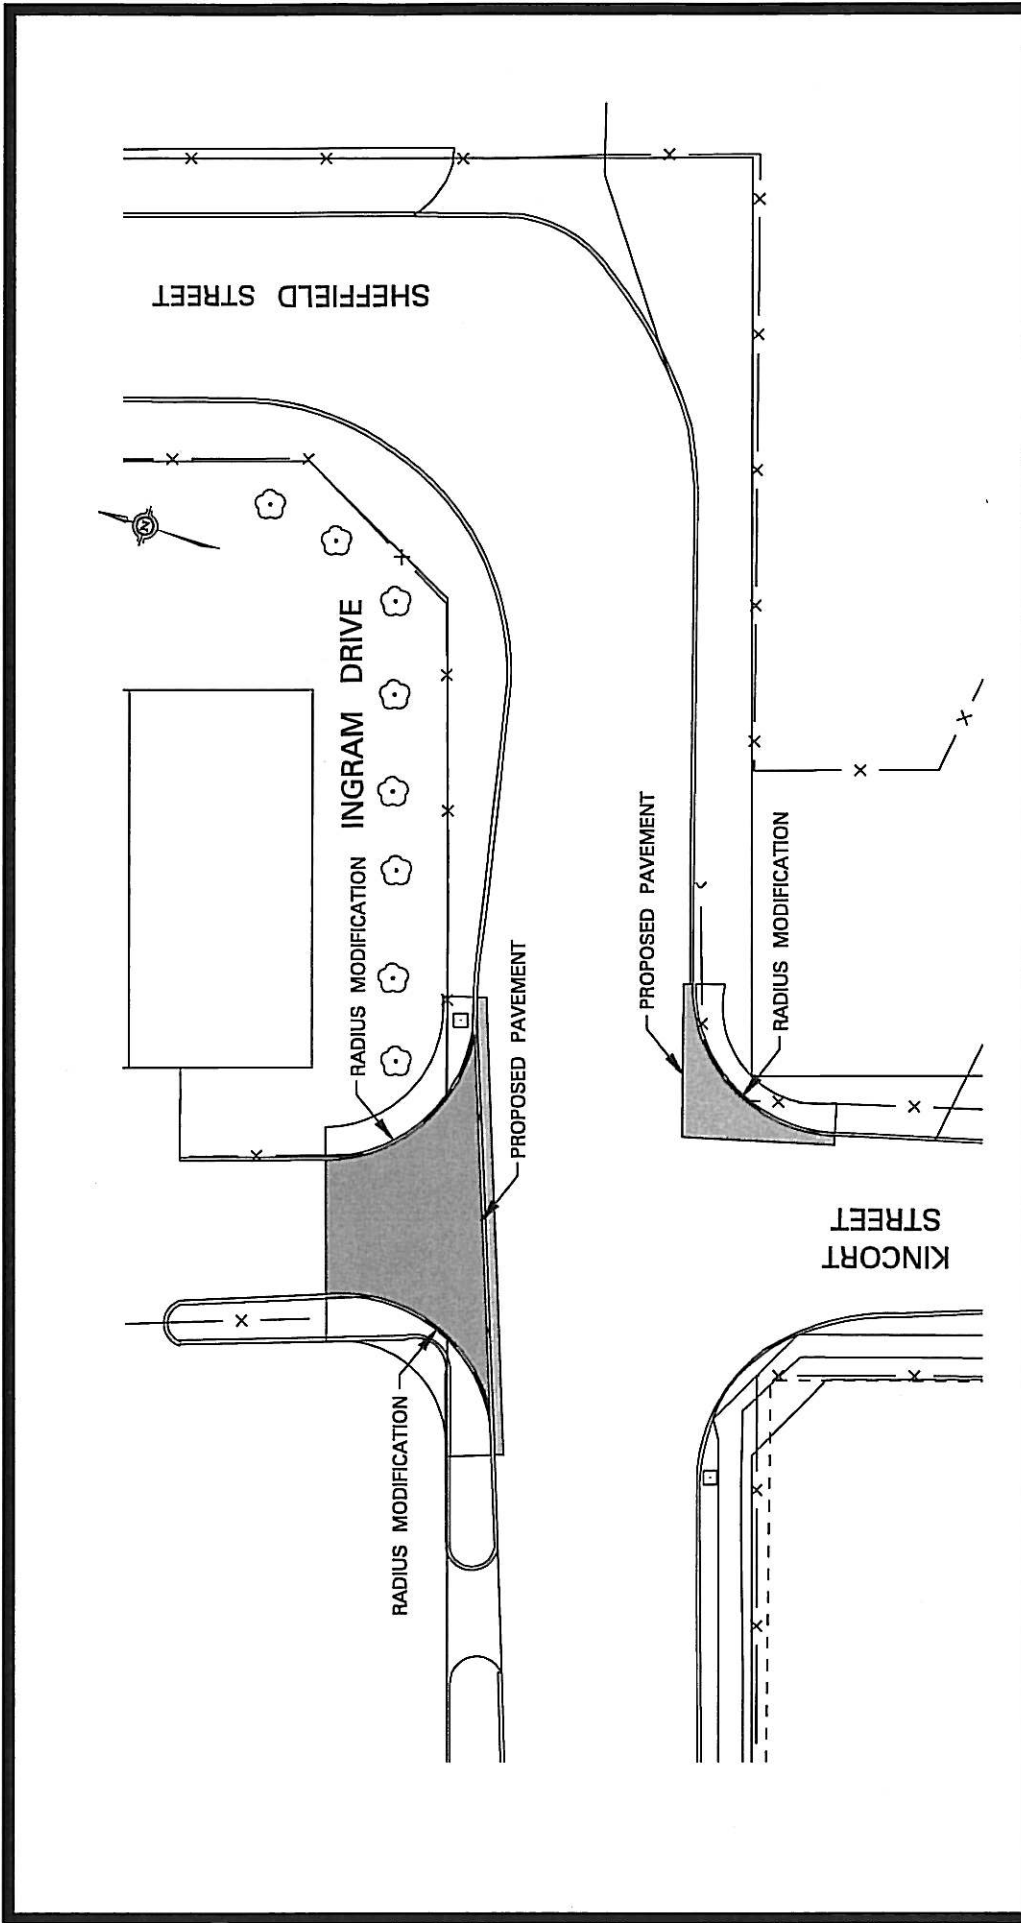 SHEFFIELD STREET
INGRAM DRIVE
RADIUS MODIFICATION
PROPOSED PAVEMENT
RADIUS MODIFICATION
PROPOSED PAVEMENT
RADIUS MODIFICATION
KINCORT
STREET
N